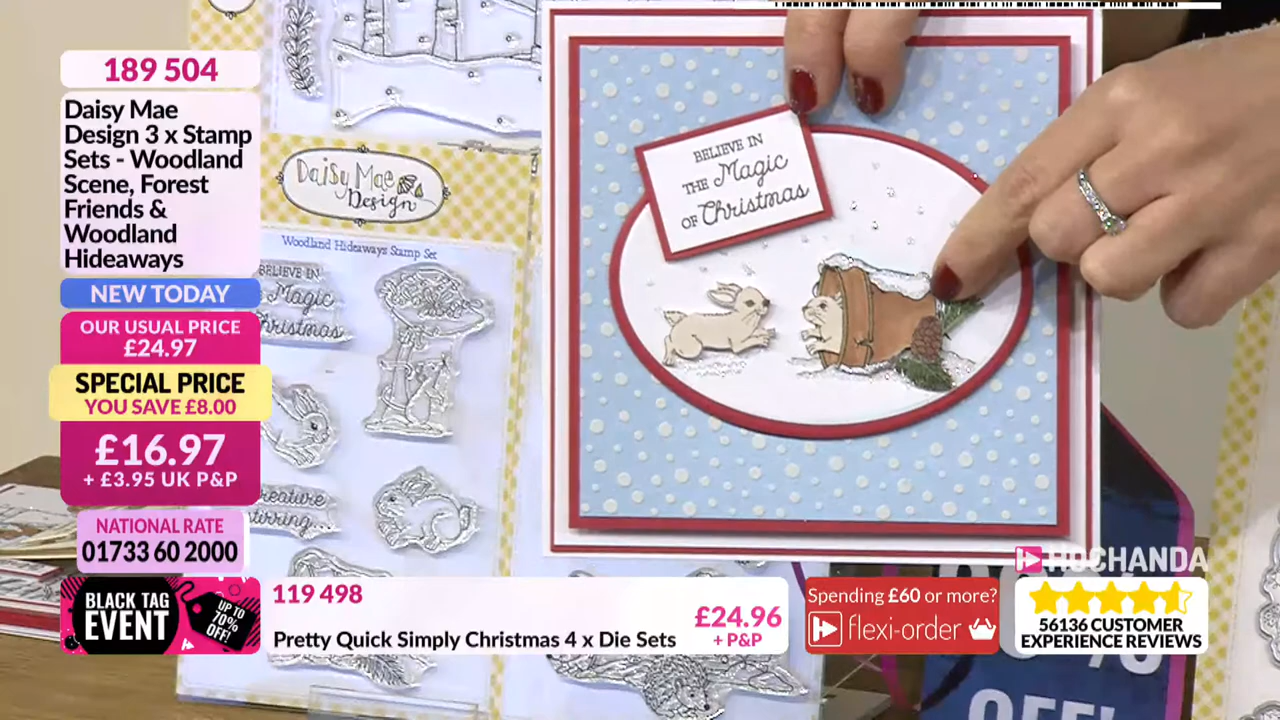 189 504
Daisy Mae
Design 3 x Stamp
Sets - Woodland
Scene, Forest
Friends &
Woodland
Hideaways
NEW TODAY
OUR USUAL PRICE
£24.97
SPECIAL PRICE
YOU SAVE £8.00
£16.97
+ £3.95 UK P&P
NATIONAL RATE
01733 60 2000
BLACK TAG
EVENT
UP TO
70%
OFF!
119 498
Pretty Quick Simply Christmas 4 x Die Sets
£24.96
+ P&P
Spending £60 or more?
flexi-order
HOCHANDA
56136 CUSTOMER
EXPERIENCE REVIEWS
Daisy Mae
Design
Woodland Hideaways Stamp Set
BELIEVE IN
Magic
Christmas
reature
tirring...
BELIEVE IN
THE Magic
OF Christmas
OFF!